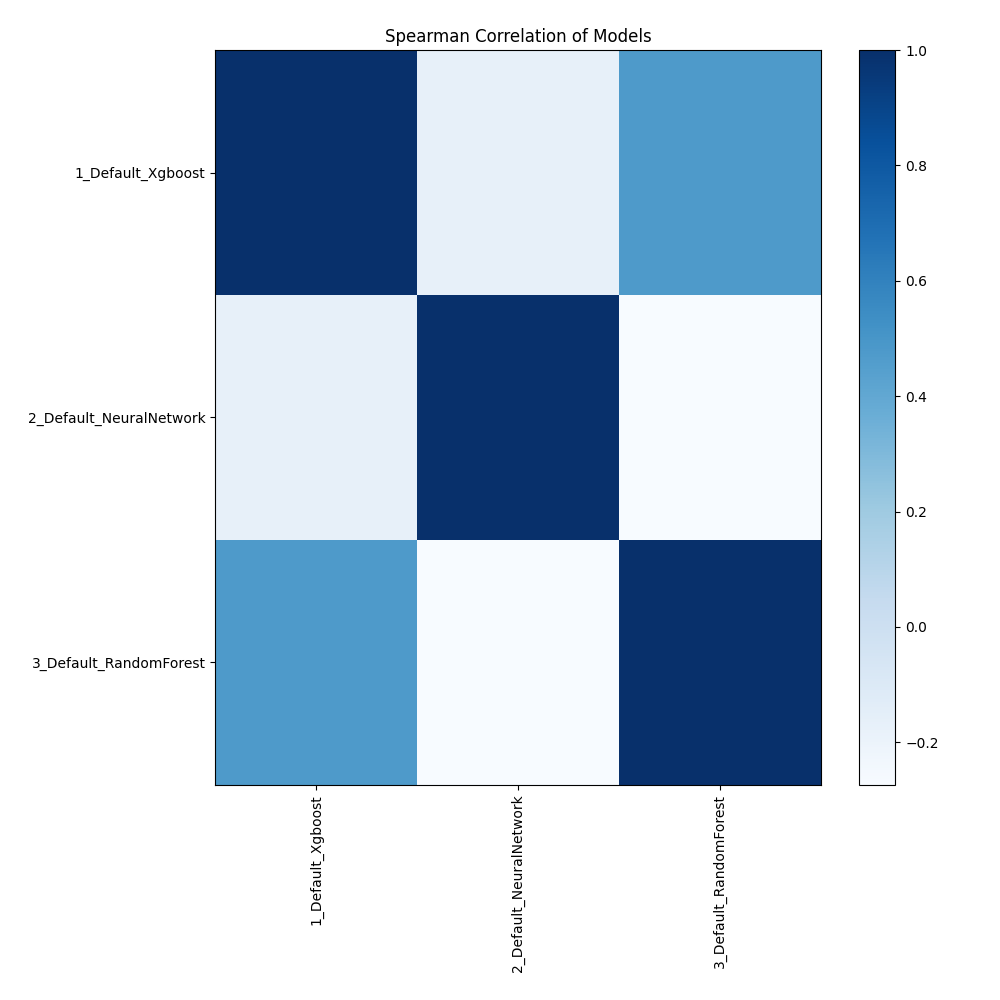 Spearman Correlation of Models
1_Default_Xgboost
2_Default_NeuralNetwork
3_Default_RandomForest
1_Default_Xgboost
2_Default_NeuralNetwork
3_Default_RandomForest
1.0
0.8
0.6
0.4
0.2
0.0
−0.2